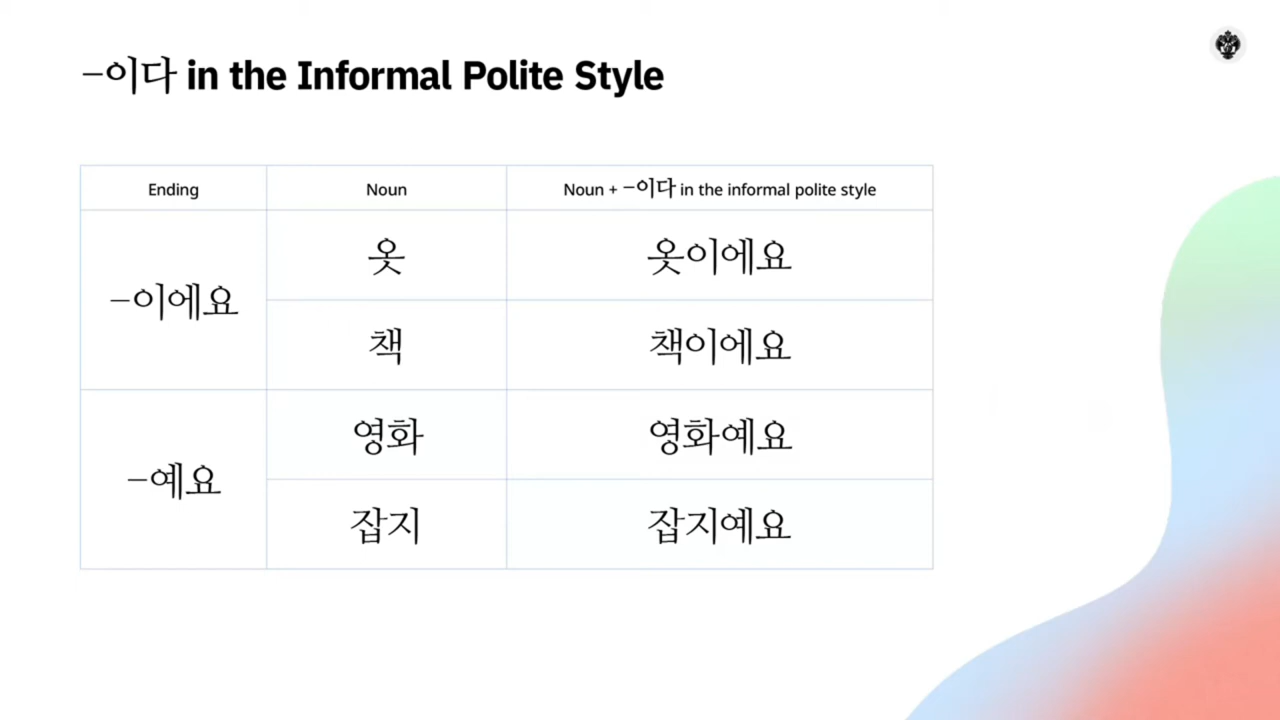 –이다 in the Informal Polite Style
Ending Noun Noun + –이다 in the informal polite style
–이에요
옷 옷이에요
책 책이에요
–예요
영화 영화예요
잡지 잡지예요